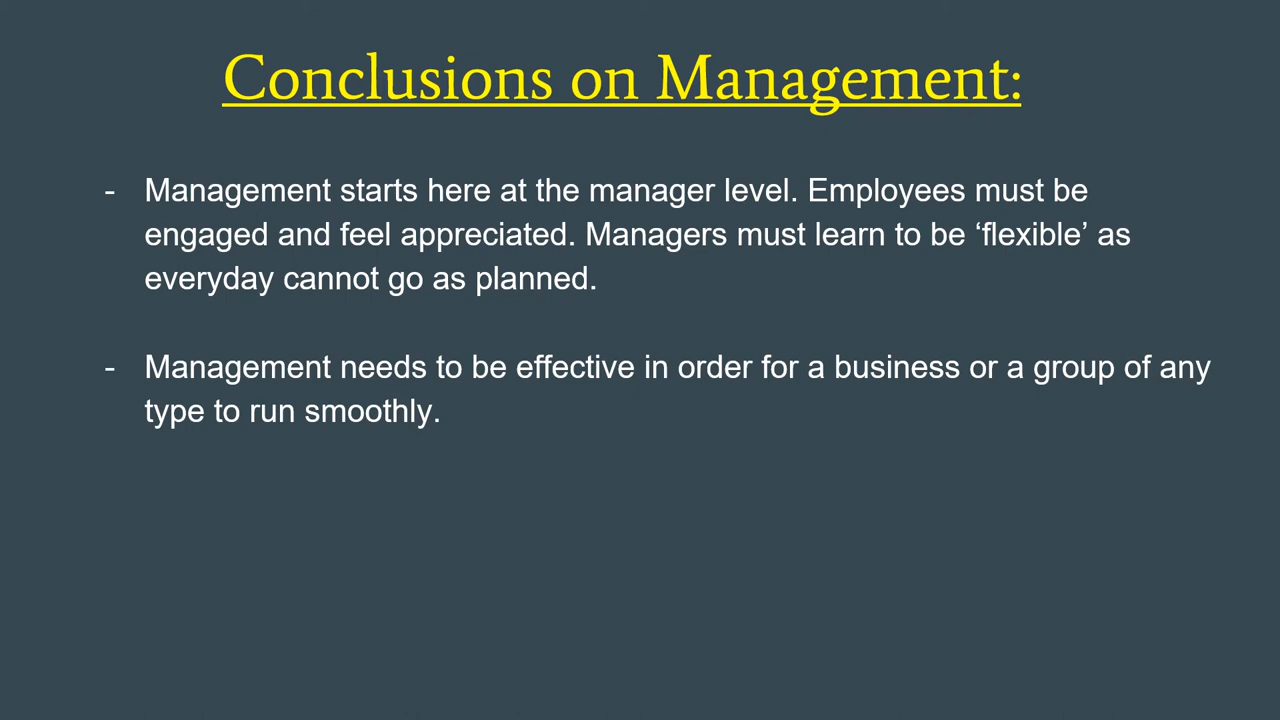 Conclusions on Management:
- Management starts here at the manager level. Employees must be
engaged and feel appreciated. Managers must learn to be ‘flexible’ as
everyday cannot go as planned.
- Management needs to be effective in order for a business or a group of any
type to run smoothly.